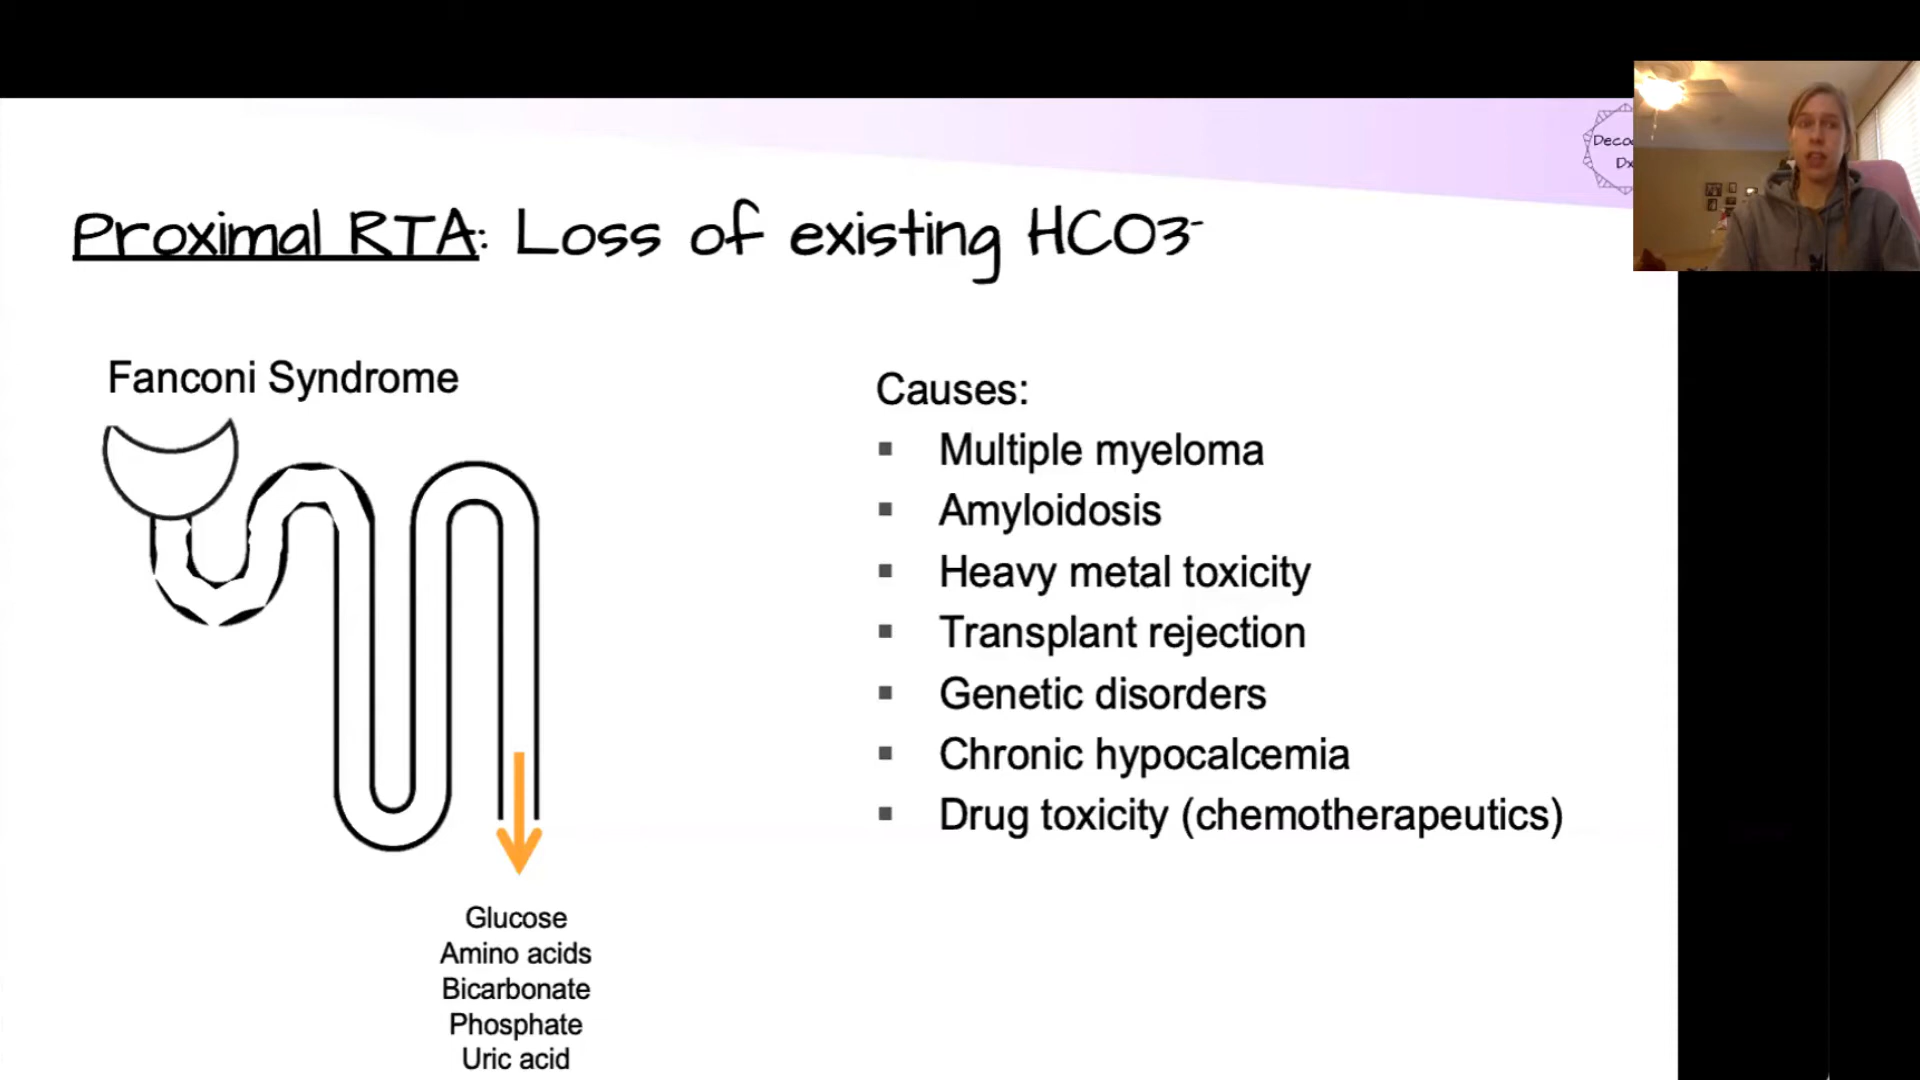 Proximal RTA: Loss of existing HCO3-
Fanconi Syndrome
Causes:
▪ Multiple myeloma
▪ Amyloidosis
▪ Heavy metal toxicity
▪ Transplant rejection
▪ Genetic disorders
▪ Chronic hypocalcemia
▪ Drug toxicity (chemotherapeutics)
Glucose
Amino acids
Bicarbonate
Phosphate
Uric acid